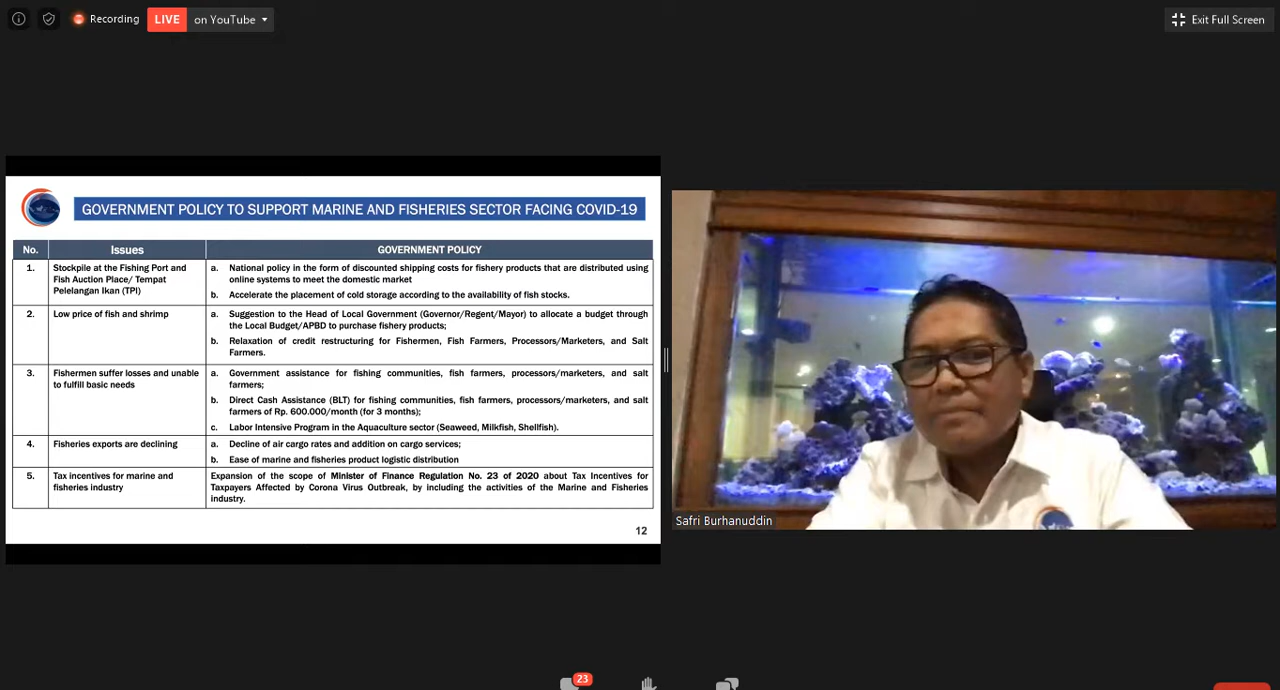 Recording
LIVE on YouTube
Exit Full Screen
GOVERNMENT POLICY TO SUPPORT MARINE AND FISHERIES SECTOR FACING COVID-19
No. Issues GOVERNMENT POLICY
1. Stockpile at the Fishing Port and
Fish Auction Place/ Tempat
Pelelangan Ikan (TPI)
a. National policy in the form of discounted shipping costs for fishery products that are distributed using
online systems to meet the domestic market
b. Accelerate the placement of cold storage according to the availability of fish stocks.
2. Low price of fish and shrimp
a. Suggestion to the Head of Local Government (Governor/Regent/Mayor) to allocate a budget through
the Local Budget/APBD to purchase fishery products;
b. Relaxation of credit restructuring for Fishermen, Fish Farmers, Processors/Marketers, and Salt
Farmers.
3. Fishermen suffer losses and unable
to fulfill basic needs
a. Government assistance for fishing communities, fish farmers, processors/marketers, and salt
farmers;
b. Direct Cash Assistance (BLT) for fishing communities, fish farmers, processors/marketers, and salt
farmers of Rp. 600.000/month (for 3 months);
c. Labor Intensive Program in the Aquaculture sector (Seaweed, Milkfish, Shellfish).
4. Fisheries exports are declining
a. Decline of air cargo rates and addition on cargo services;
b. Ease of marine and fisheries product logistic distribution
5. Tax incentives for marine and
fisheries industry
Expansion of the scope of Minister of Finance Regulation No. 23 of 2020 about Tax Incentives for
Taxpayers Affected by Corona Virus Outbreak, by including the activities of the Marine and Fisheries
industry.
12
Safri Burhanuddin
23